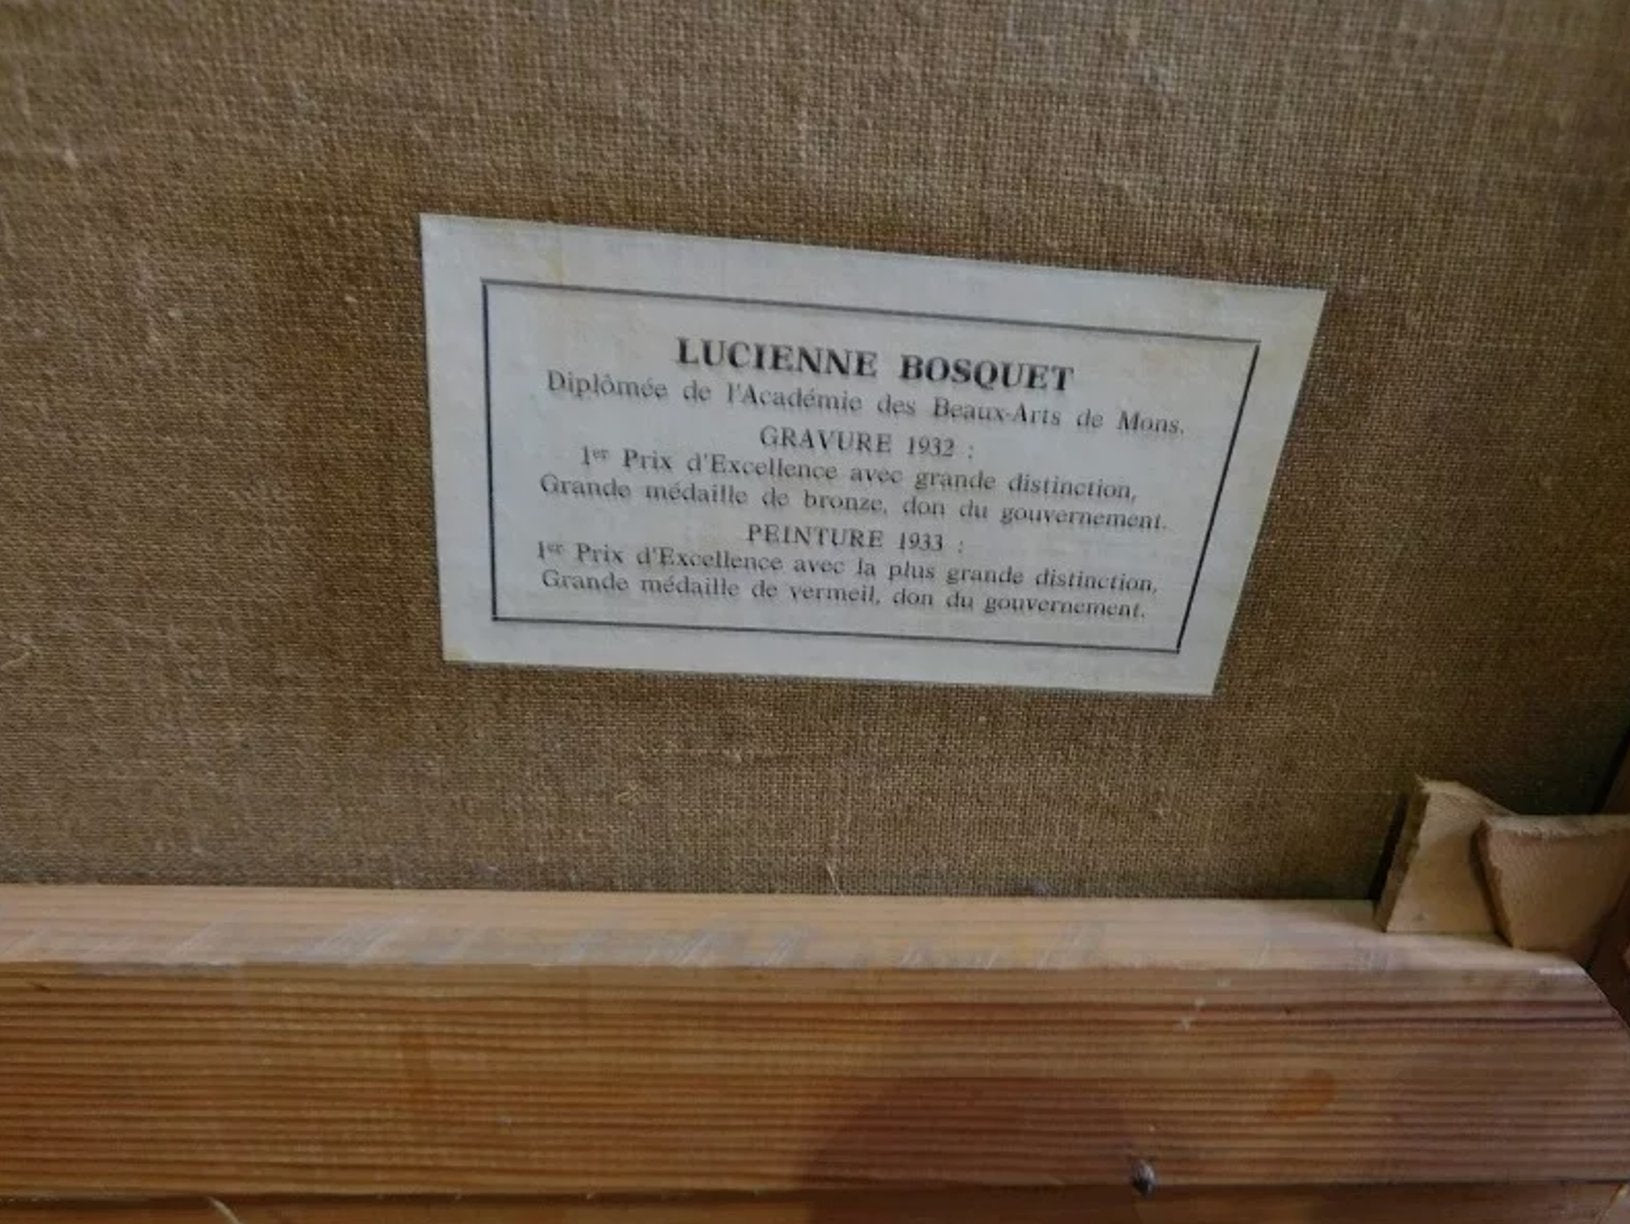 LUCIENNE BOSQUET
Diplômée de l'Académie des Beaux-Arts de Mons.
GRAVURE 1932 :
1er Prix d'Excellence avec grande distinction,
Grande médaille de bronze, don du gouvernement.
PEINTURE 1933 :
1er Prix d'Excellence avec la plus grande distinction,
Grande médaille de vermeil, don du gouvernement.